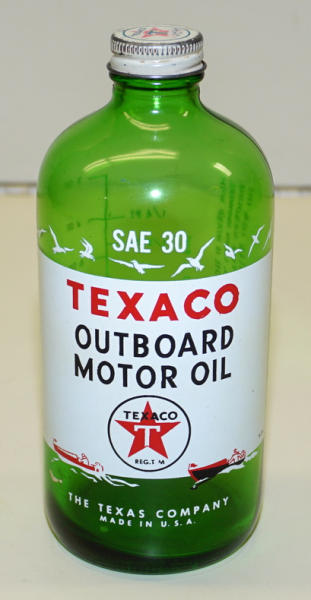 SAE 30
TEXACO
OUTBOARD
MOTOR OIL
TEXACO
T
REG. T M
THE TEXAS COMPANY
MADE IN U.S.A.